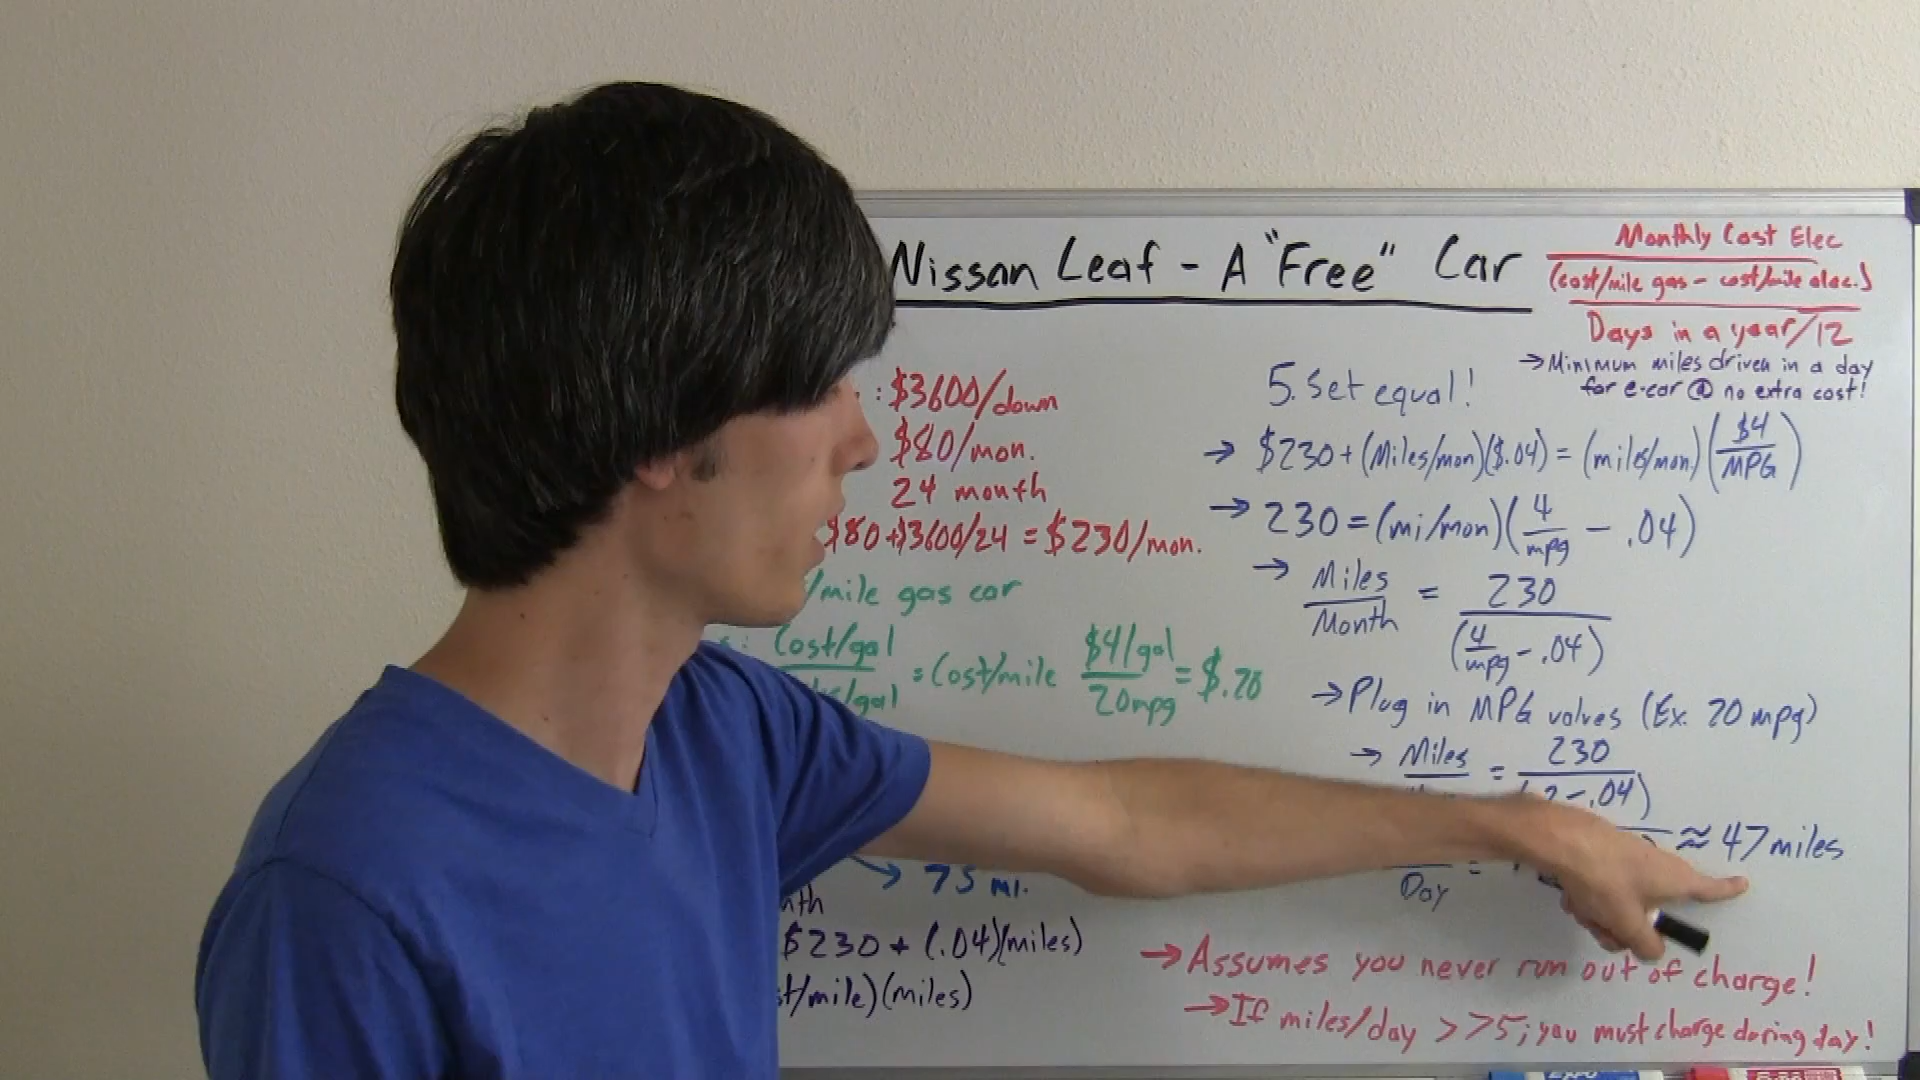 Nissan Leaf - A "Free" Car
Monthly Cost Elec
(cost/mile gas - cost/mile elec.)
Days in a year/12
→ Minimum miles driven in a day
for e-car @ no extra cost!
: $3600/down
$80/mon.
24 month
$80+$3600/24 = $230/mon.
/mile gas car
: Cost/gal
/gal
= Cost/mile
$4/gal
20mpg
= $.20
→ 75 mi.
$230 + (.04)(miles)
/mile)(miles)
5. Set equal!
→ $230 + (Miles/mon)($.04) = (miles/mon.)($4/MPG)
→ 230 = (mi/mon)(4/mpg - .04)
→ Miles/Month = 230/(4/mpg - .04)
→ Plug in MPG values (Ex. 20 mpg)
→ Miles = 230
(.2 - .04)
≈ 47 miles
Day =
→ Assumes you never run out of charge!
→ If miles/day > 75; you must charge during day!
EXPO